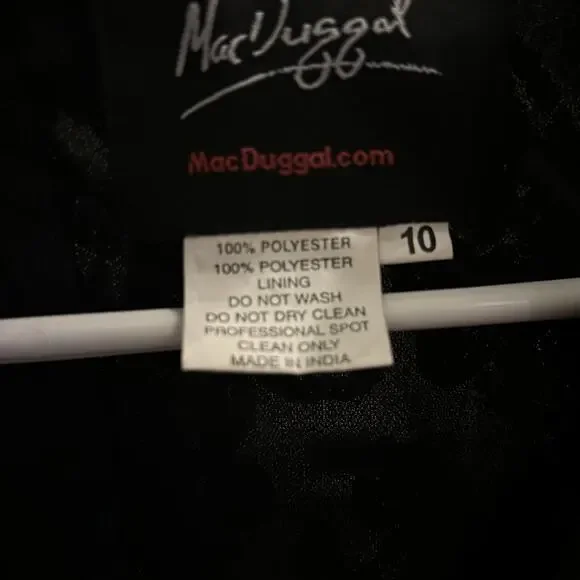 MacDuggal
MacDuggal.com
100% POLYESTER
10
100% POLYESTER
LINING
DO NOT WASH
DO NOT DRY CLEAN
PROFESSIONAL SPOT
CLEAN ONLY
MADE IN INDIA